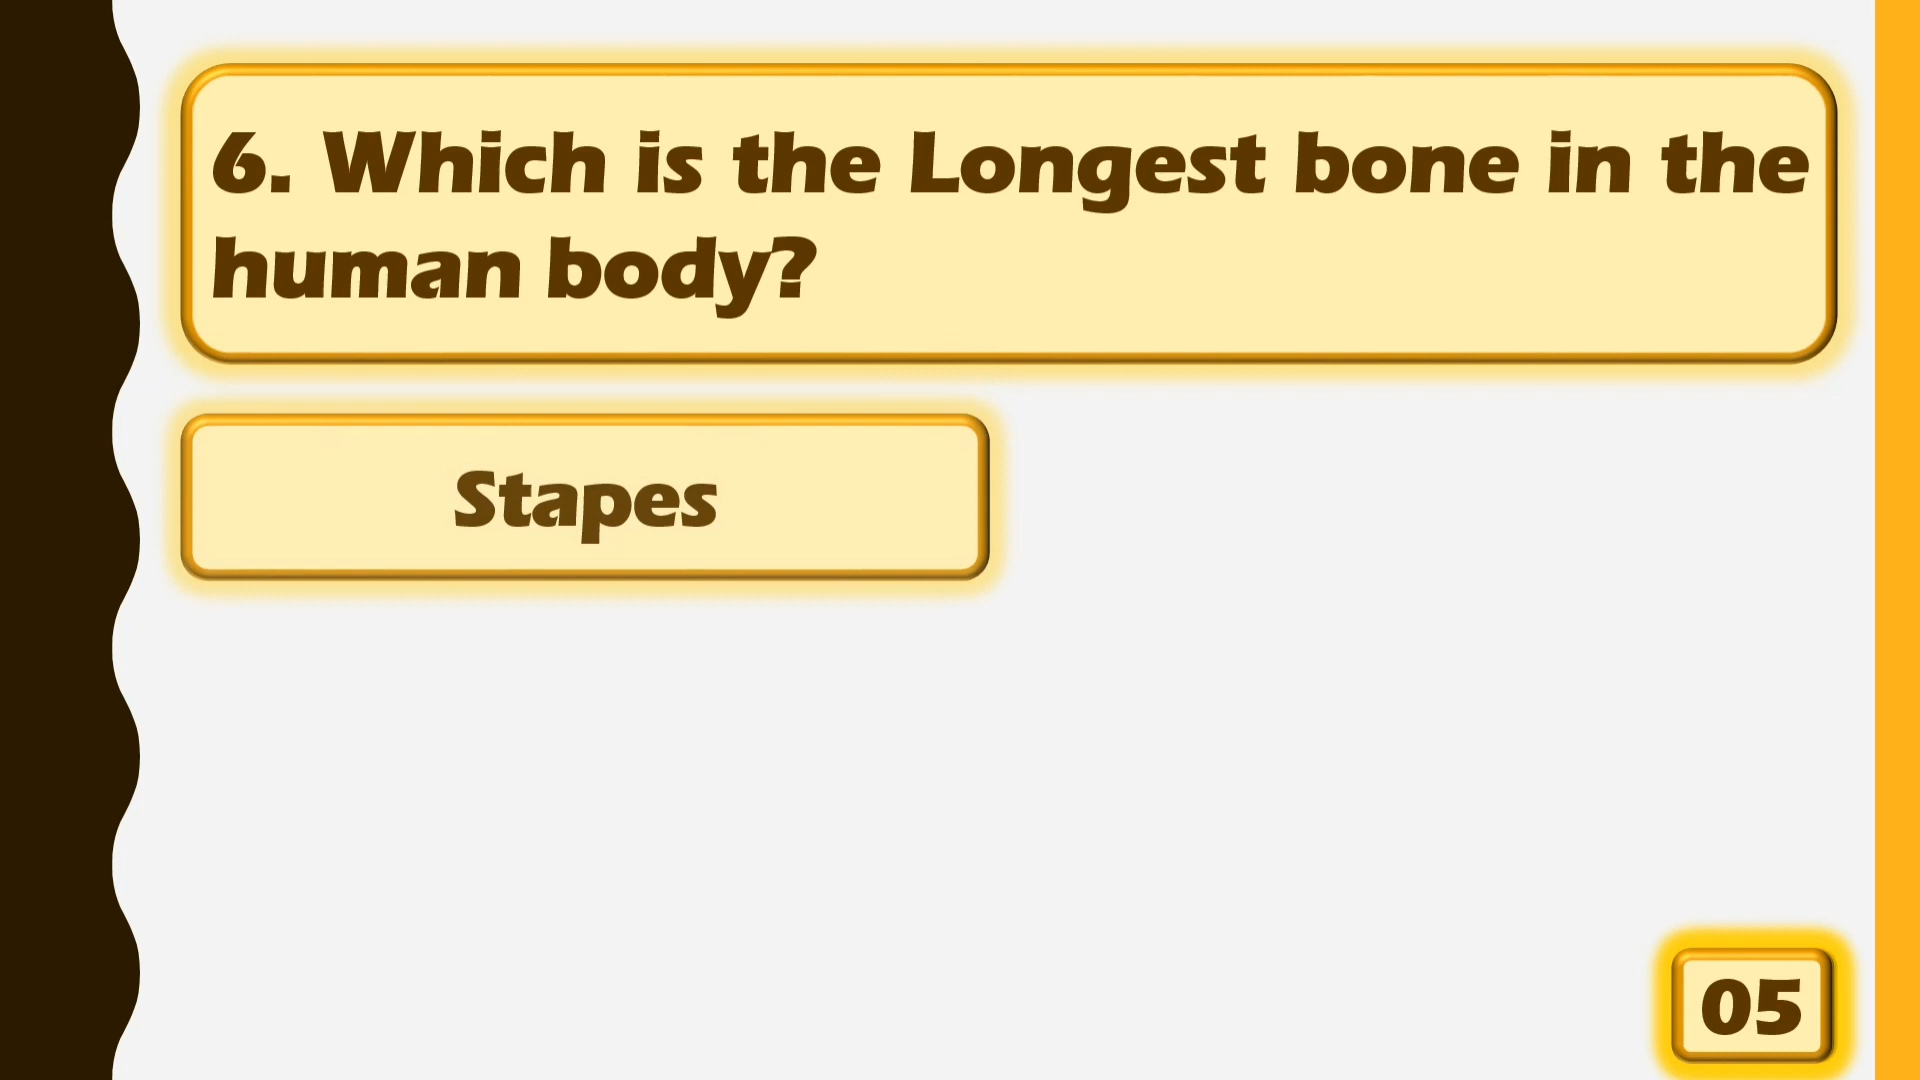 6. Which is the Longest bone in the
human body?
Stapes
05